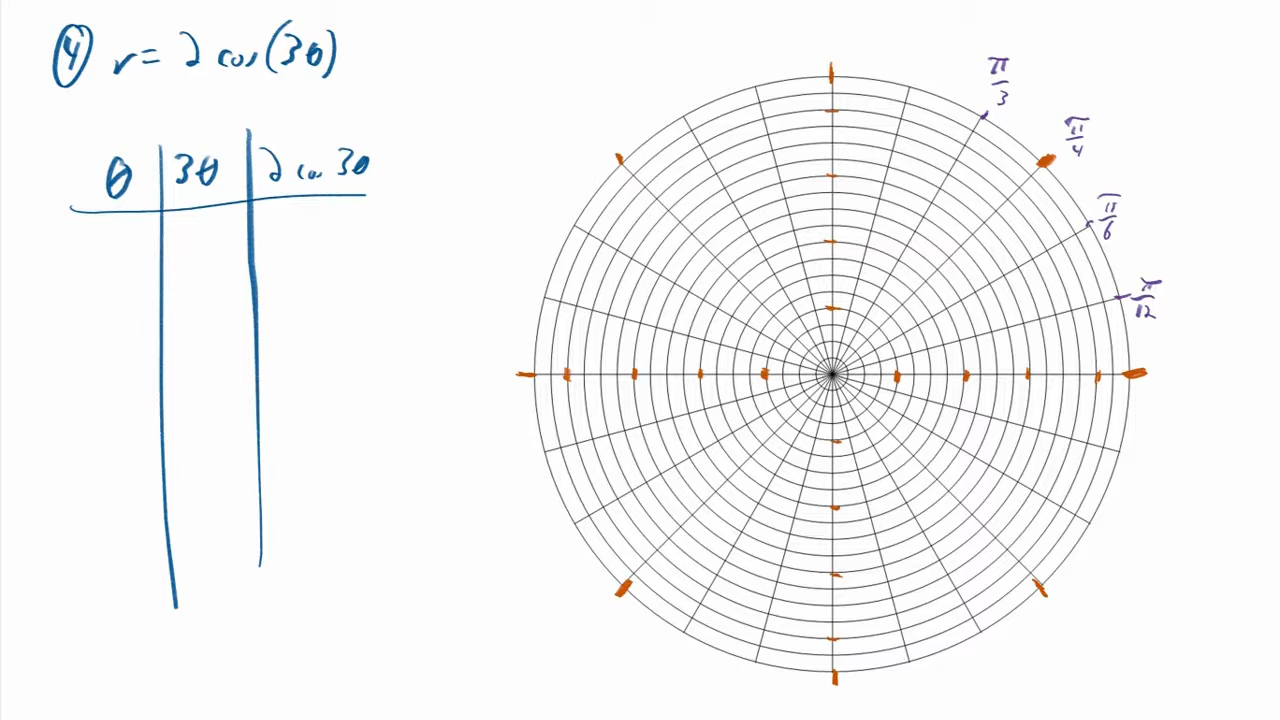 ④ r = 2 cos(3θ)
θ | 3θ | 2 cos 3θ
π/3
π/4
π/6
π/12